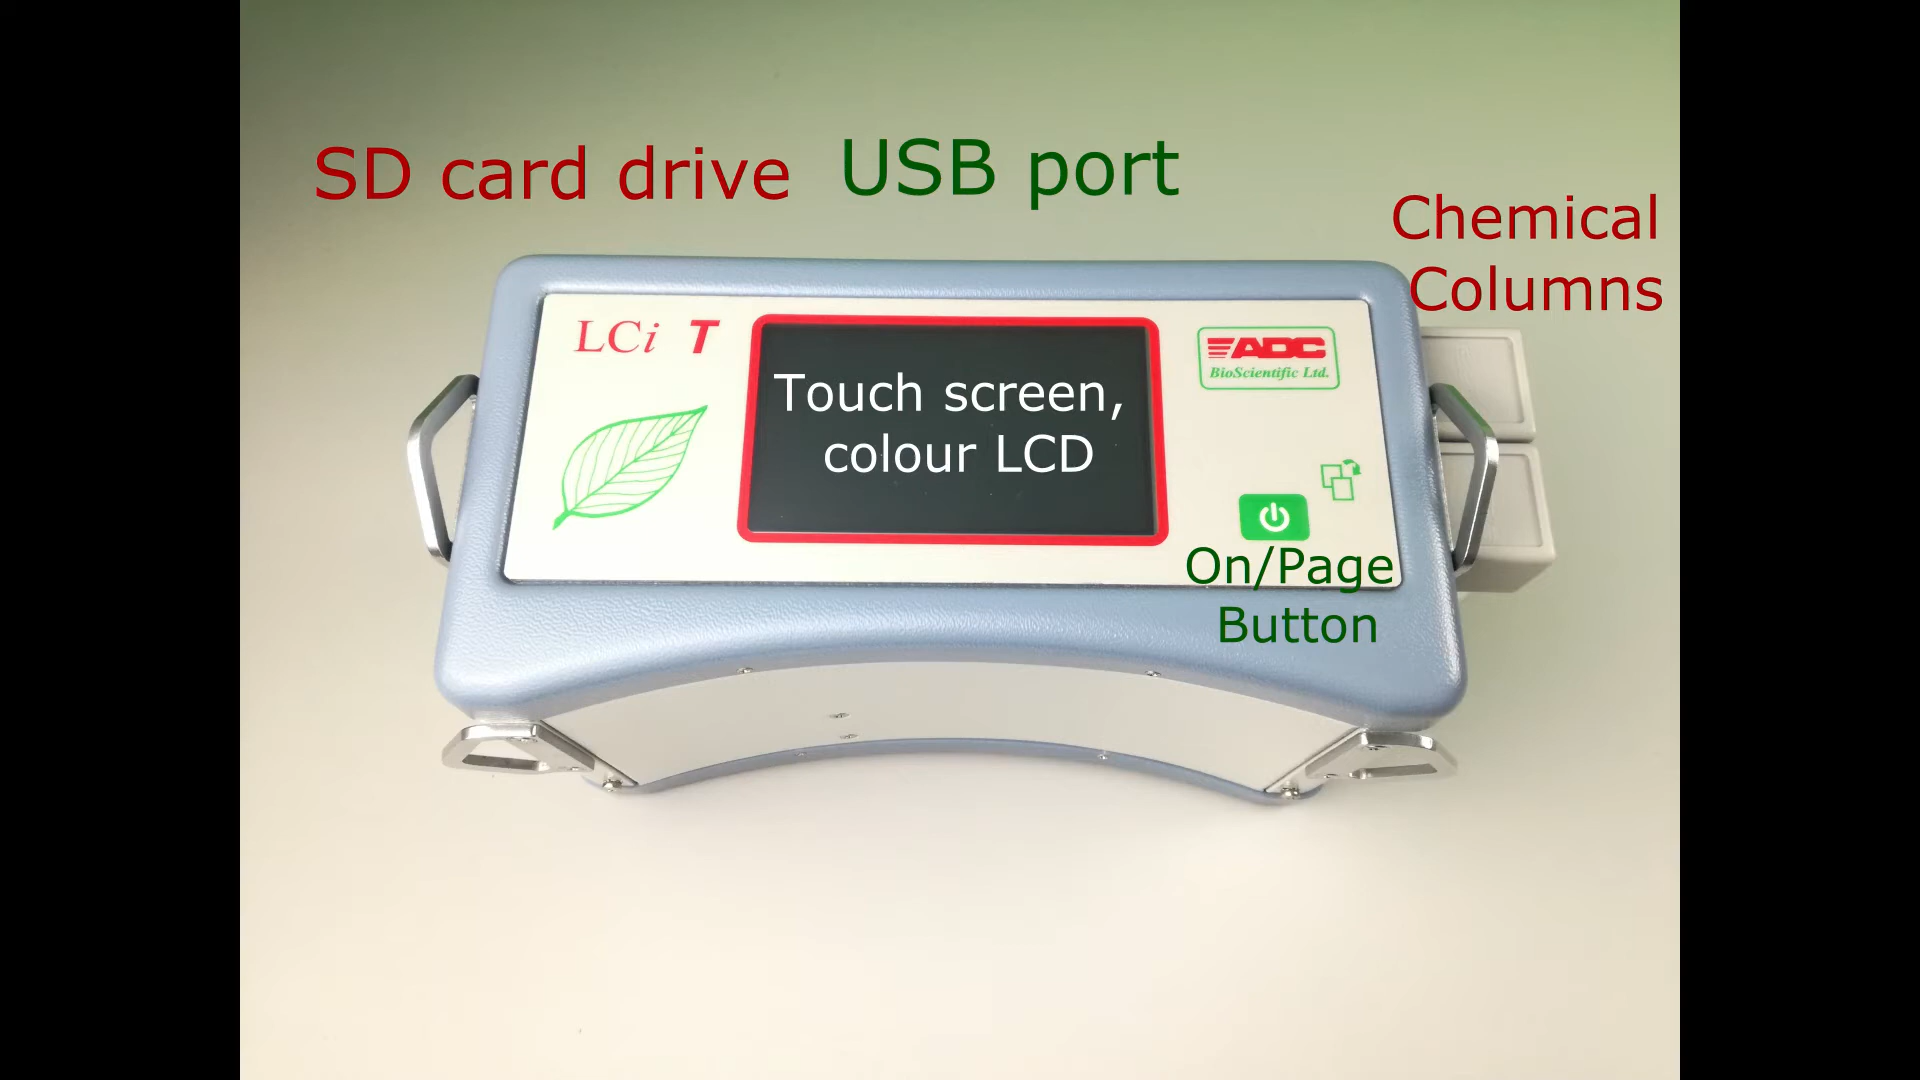 SD card drive USB port
Chemical
Columns
LCi T
ADC
BioScientific Ltd.
Touch screen,
colour LCD
On/Page
Button